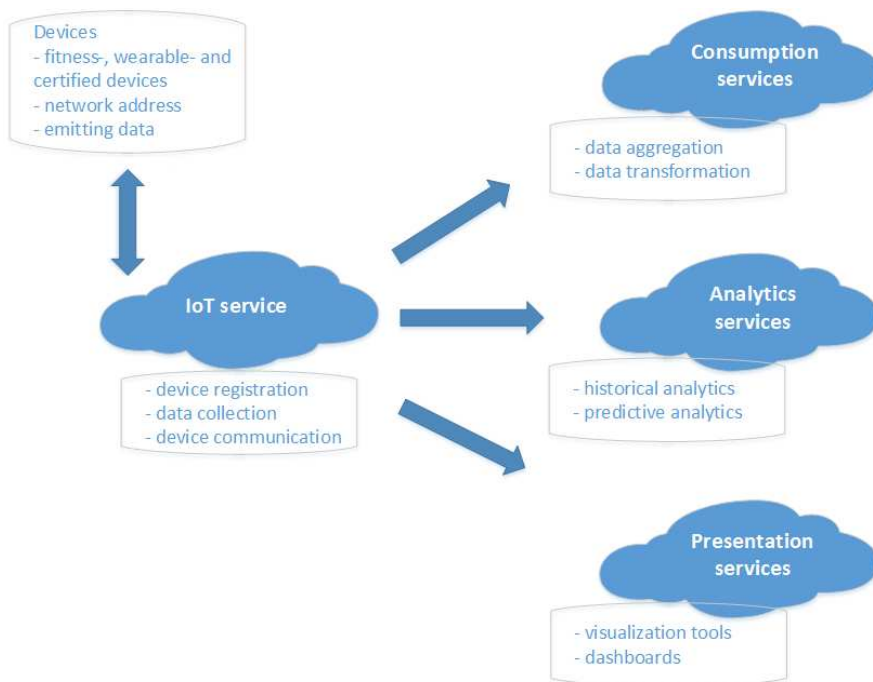 Devices
- fitness-, wearable- and
certified devices
- network address
- emitting data
Consumption
services
- data aggregation
- data transformation
IoT service
- device registration
- data collection
- device communication
Analytics
services
- historical analytics
- predictive analytics
Presentation
services
- visualization tools
- dashboards